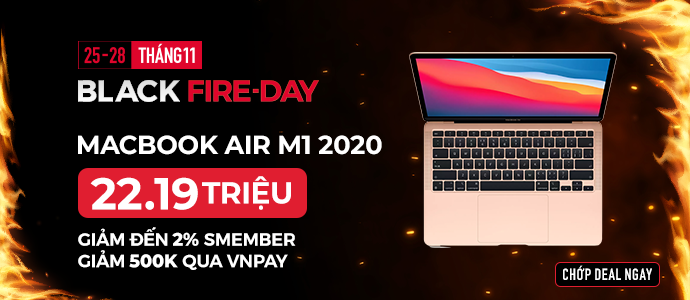 25-28 THÁNG11
BLACK FIRE-DAY
MACBOOK AIR M1 2020
22.19 TRIỆU
GIẢM ĐẾN 2% SMEMBER
GIẢM 500K QUA VNPAY
CHỚP DEAL NGAY